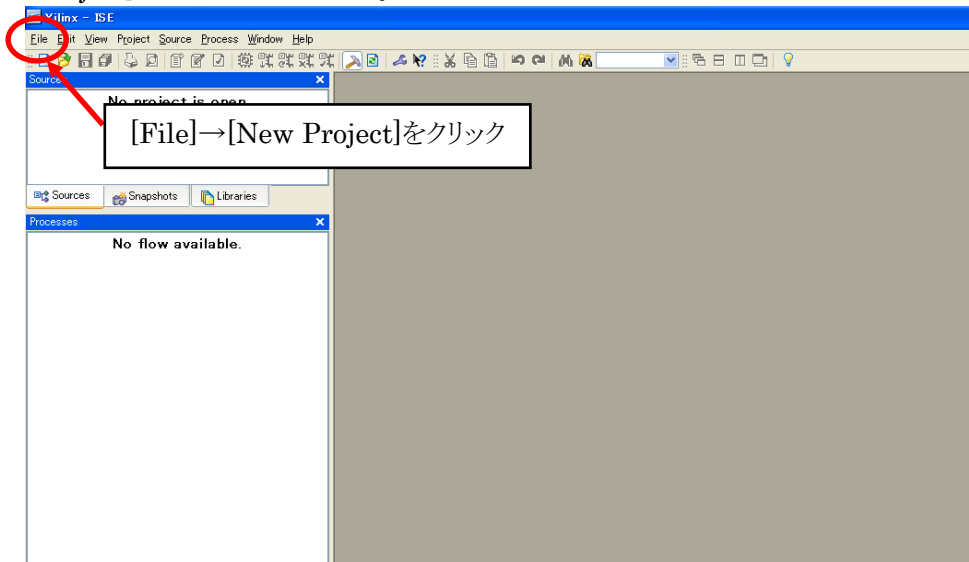 Xilinx - ISE
File Edit View Project Source Process Window Help
Sources
No project is open
[File]→[New Project]をクリック
Sources Snapshots Libraries
Processes
No flow available.